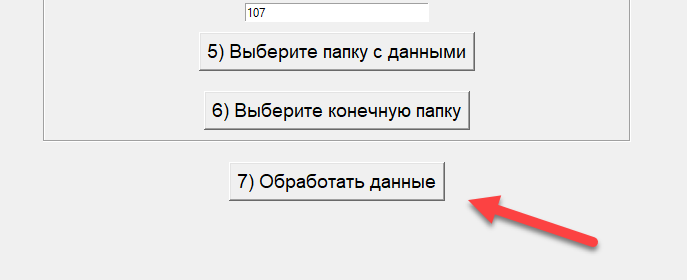 107
5) Выберите папку с данными
6) Выберите конечную папку
7) Обработать данные